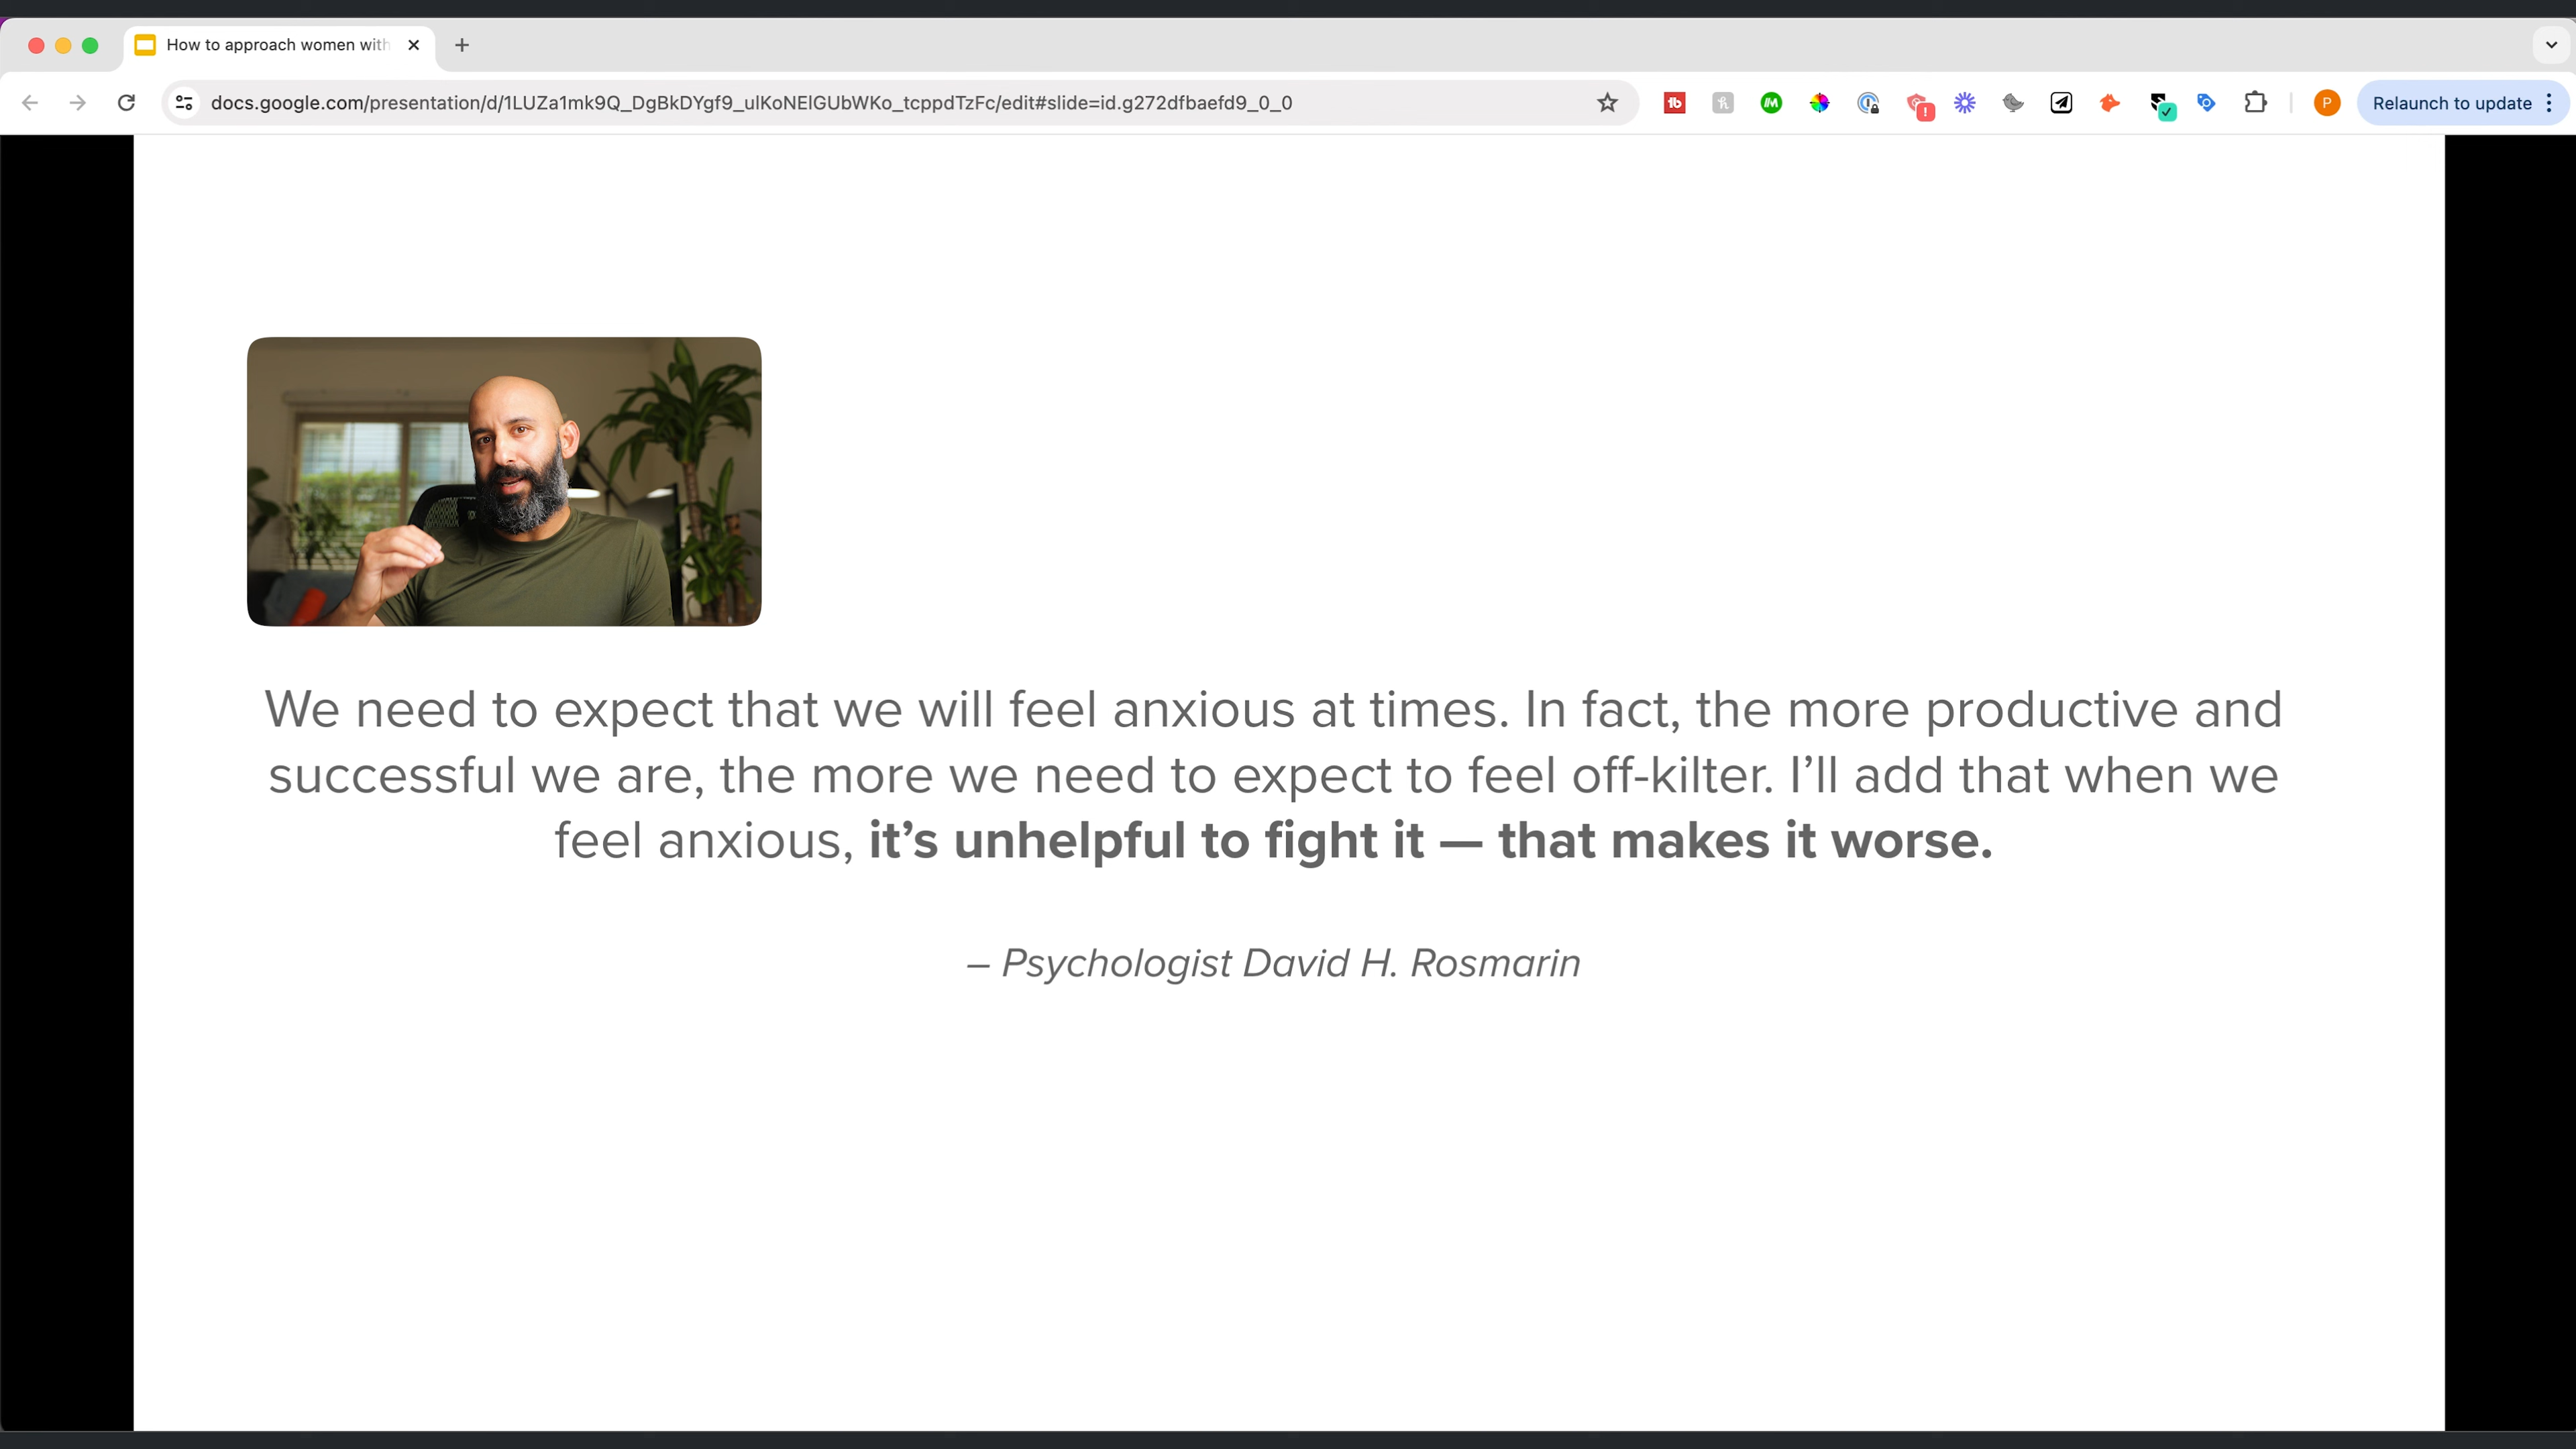 How to approach women with
docs.google.com/presentation/d/1LUZa1mk9Q_DgBkDYgf9_ulKoNElGUbWKo_tcppdTzFc/edit#slide=id.g272dfbaefd9_0_0
P
Relaunch to update
We need to expect that we will feel anxious at times. In fact, the more productive and
successful we are, the more we need to expect to feel off-kilter. I’ll add that when we
feel anxious, it’s unhelpful to fight it — that makes it worse.
– Psychologist David H. Rosmarin